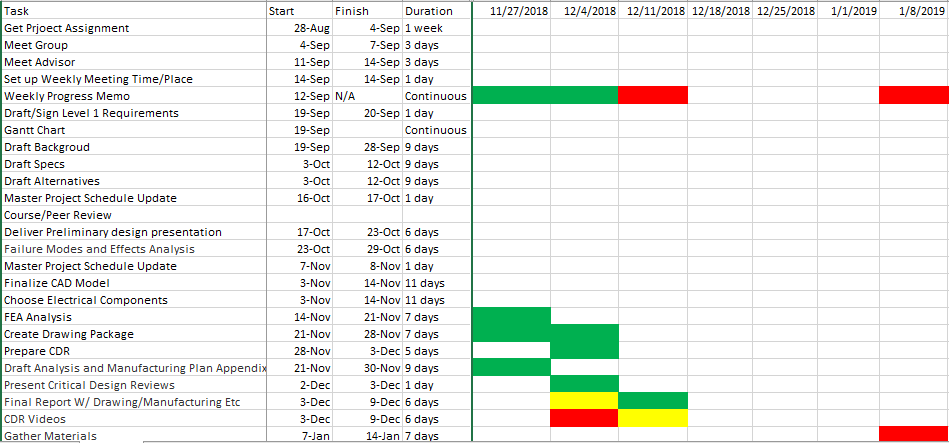 Task Start Finish Duration 11/27/2018 12/4/2018 12/11/2018 12/18/2018 12/25/2018 1/1/2019 1/8/2019
Get Prjoect Assignment 28-Aug 4-Sep 1 week
Meet Group 4-Sep 7-Sep 3 days
Meet Advisor 11-Sep 14-Sep 3 days
Set up Weekly Meeting Time/Place 14-Sep 14-Sep 1 day
Weekly Progress Memo 12-Sep N/A Continuous
Draft/Sign Level 1 Requirements 19-Sep 20-Sep 1 day
Gantt Chart 19-Sep Continuous
Draft Backgroud 19-Sep 28-Sep 9 days
Draft Specs 3-Oct 12-Oct 9 days
Draft Alternatives 3-Oct 12-Oct 9 days
Master Project Schedule Update 16-Oct 17-Oct 1 day
Course/Peer Review
Deliver Preliminary design presentation 17-Oct 23-Oct 6 days
Failure Modes and Effects Analysis 23-Oct 29-Oct 6 days
Master Project Schedule Update 7-Nov 8-Nov 1 day
Finalize CAD Model 3-Nov 14-Nov 11 days
Choose Electrical Components 3-Nov 14-Nov 11 days
FEA Analysis 14-Nov 21-Nov 7 days
Create Drawing Package 21-Nov 28-Nov 7 days
Prepare CDR 28-Nov 3-Dec 5 days
Draft Analysis and Manufacturing Plan Appendix 21-Nov 30-Nov 9 days
Present Critical Design Reviews 2-Dec 3-Dec 1 day
Final Report W/ Drawing/Manufacturing Etc 3-Dec 9-Dec 6 days
CDR Videos 3-Dec 9-Dec 6 days
Gather Materials 7-Jan 14-Jan 7 days